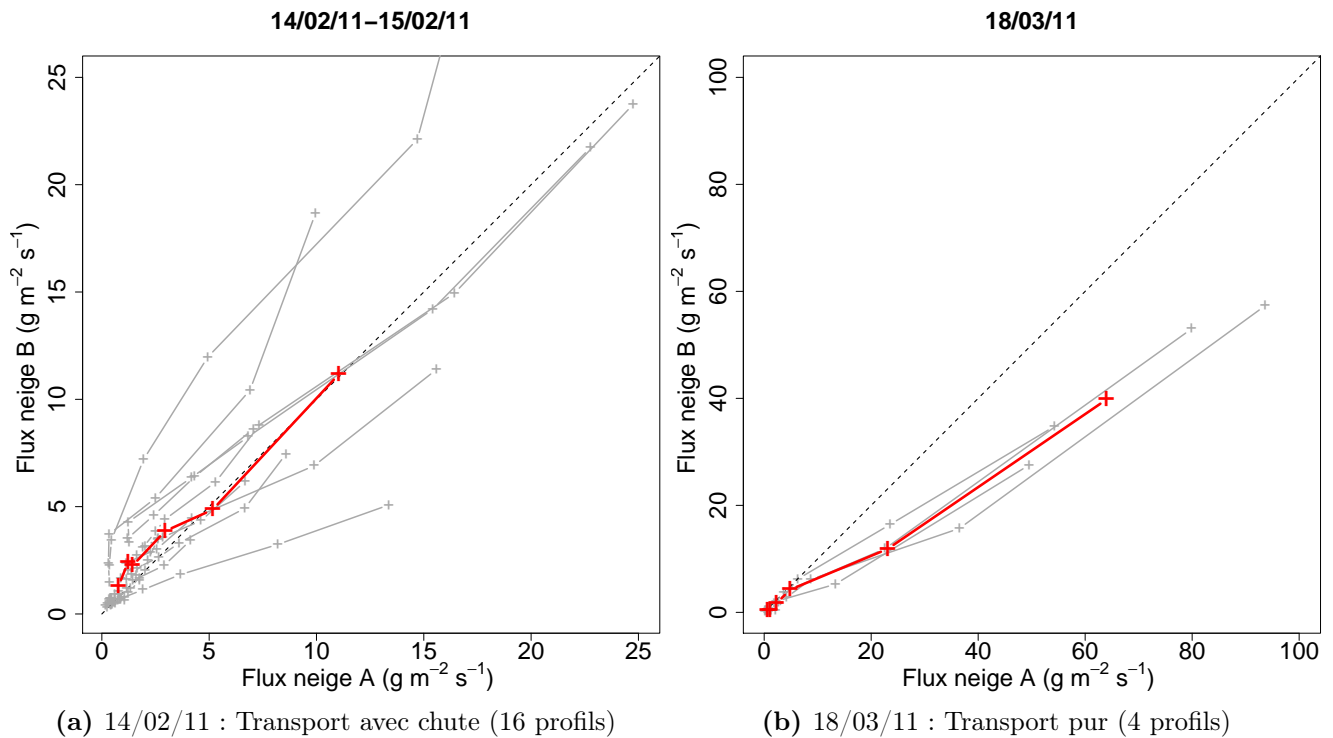 14/02/11−15/02/11
18/03/11
25
20
15
10
5
0
Flux neige B (g m−2 s−1)
0 5 10 15 20 25
Flux neige A (g m−2 s−1)
100
80
60
40
20
0
Flux neige B (g m−2 s−1)
0 20 40 60 80 100
Flux neige A (g m−2 s−1)
(a) 14/02/11 : Transport avec chute (16 profils)
(b) 18/03/11 : Transport pur (4 profils)